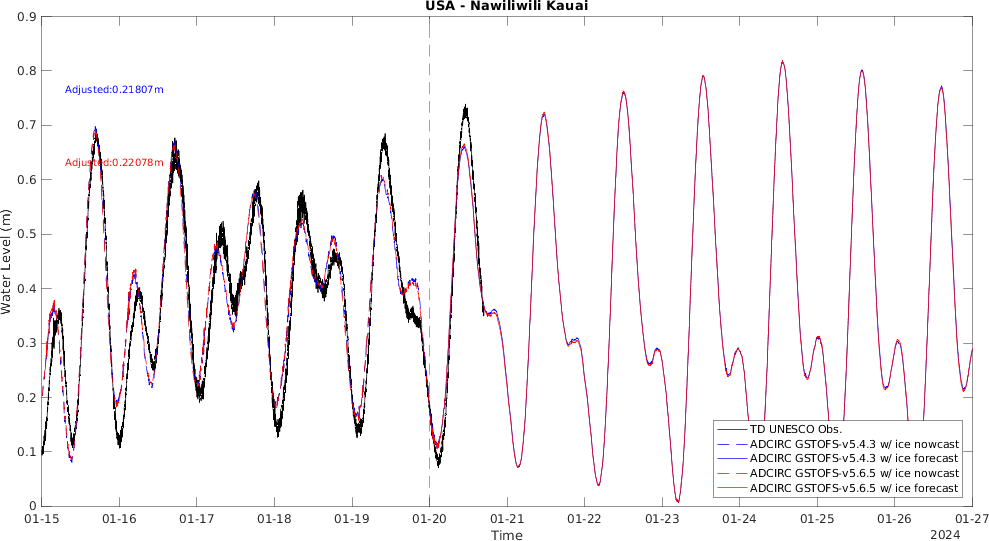 USA - Nawiliwili Kauai
0.9
0.8
0.7
0.6
0.5
0.4
0.3
0.2
0.1
0
Water Level (m)
Adjusted:0.21807m
Adjusted:0.22078m
TD UNESCO Obs.
ADCIRC GSTOFS-v5.4.3 w/ ice nowcast
ADCIRC GSTOFS-v5.4.3 w/ ice forecast
ADCIRC GSTOFS-v5.6.5 w/ ice nowcast
ADCIRC GSTOFS-v5.6.5 w/ ice forecast
01-15 01-16 01-17 01-18 01-19 01-20 01-21 01-22 01-23 01-24 01-25 01-26 01-27
Time
2024